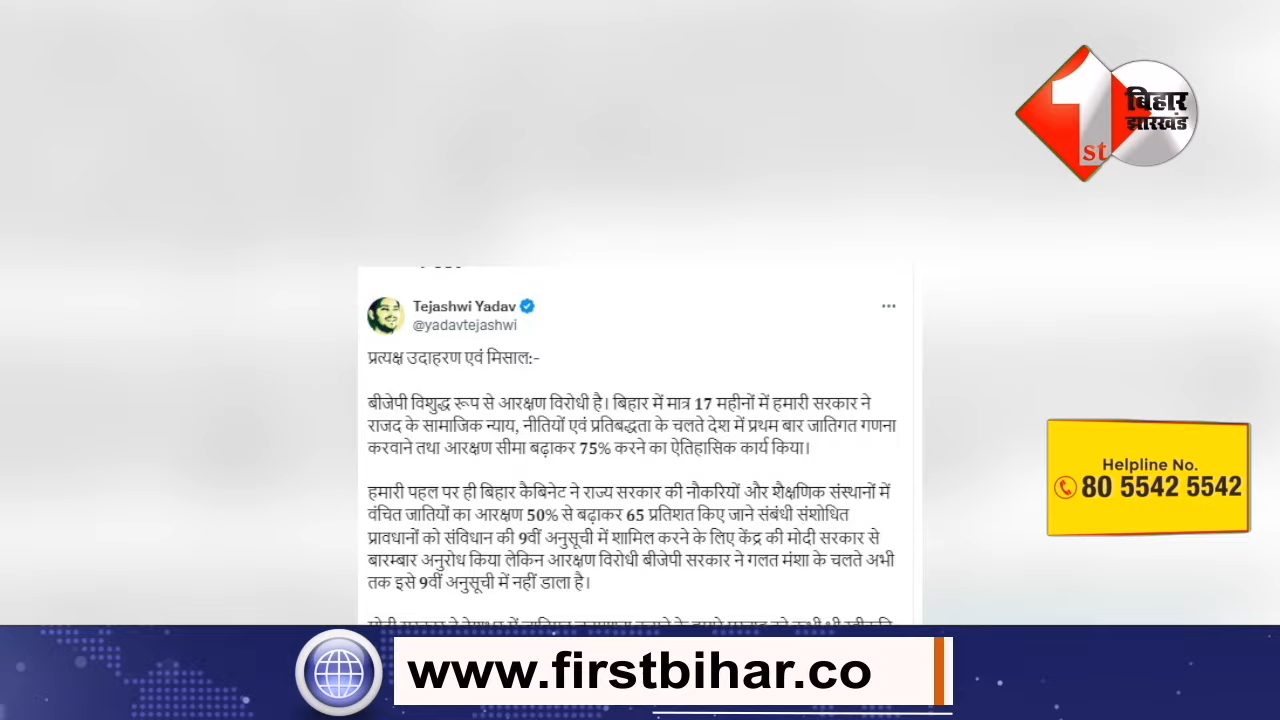 1st
बिहार
झारखंड
Tejashwi Yadav
@yadavtejashwi
प्रत्यक्ष उदाहरण एवं मिसाल:-
बीजेपी विशुद्ध रूप से आरक्षण विरोधी है। बिहार में मात्र 17 महीनों में हमारी सरकार ने
राजद के सामाजिक न्याय, नीतियों एवं प्रतिबद्धता के चलते देश में प्रथम बार जातिगत गणना
करवाने तथा आरक्षण सीमा बढ़ाकर 75% करने का ऐतिहासिक कार्य किया।
हमारी पहल पर ही बिहार कैबिनेट ने राज्य सरकार की नौकरियों और शैक्षणिक संस्थानों में
वंचित जातियों का आरक्षण 50% से बढ़ाकर 65 प्रतिशत किए जाने संबंधी संशोधित
प्रावधानों को संविधान की 9वीं अनुसूची में शामिल करने के लिए केंद्र की मोदी सरकार से
बारम्बार अनुरोध किया लेकिन आरक्षण विरोधी बीजेपी सरकार ने गलत मंशा के चलते अभी
तक इसे 9वीं अनुसूची में नहीं डाला है।
Helpline No.
80 5542 5542
www.firstbihar.co